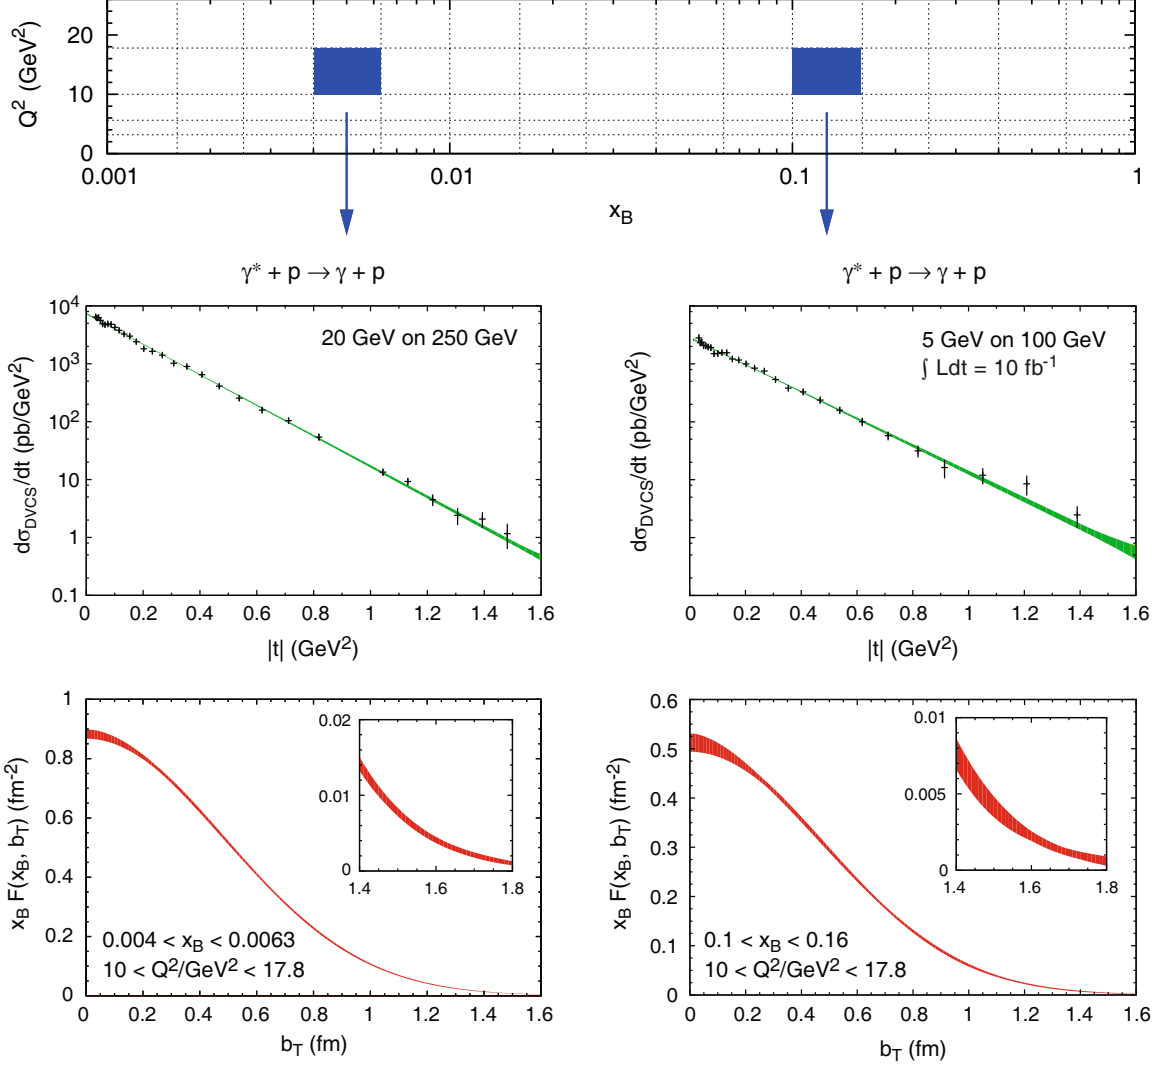 Q² (GeV²)
20
10
0
0.001
0.01
0.1
1
x_B
γ* + p → γ + p
γ* + p → γ + p
dσ_DVCS/dt (pb/GeV²)
10⁴
10³
10²
10
1
0.1
20 GeV on 250 GeV
0 0.2 0.4 0.6 0.8 1 1.2 1.4 1.6
|t| (GeV²)
dσ_DVCS/dt (pb/GeV²)
5 GeV on 100 GeV
∫ Ldt = 10 fb⁻¹
0 0.2 0.4 0.6 0.8 1 1.2 1.4 1.6
|t| (GeV²)
x_B F(x_B, b_T) (fm⁻²)
1
0.8
0.6
0.4
0.2
0
0.02
0.01
0
1.4 1.6 1.8
0.004 < x_B < 0.0063
10 < Q²/GeV² < 17.8
0 0.2 0.4 0.6 0.8 1 1.2 1.4 1.6
b_T (fm)
x_B F(x_B, b_T) (fm⁻²)
0.6
0.5
0.4
0.3
0.2
0.1
0
0.01
0.005
0
1.4 1.6 1.8
0.1 < x_B < 0.16
10 < Q²/GeV² < 17.8
0 0.2 0.4 0.6 0.8 1 1.2 1.4 1.6
b_T (fm)